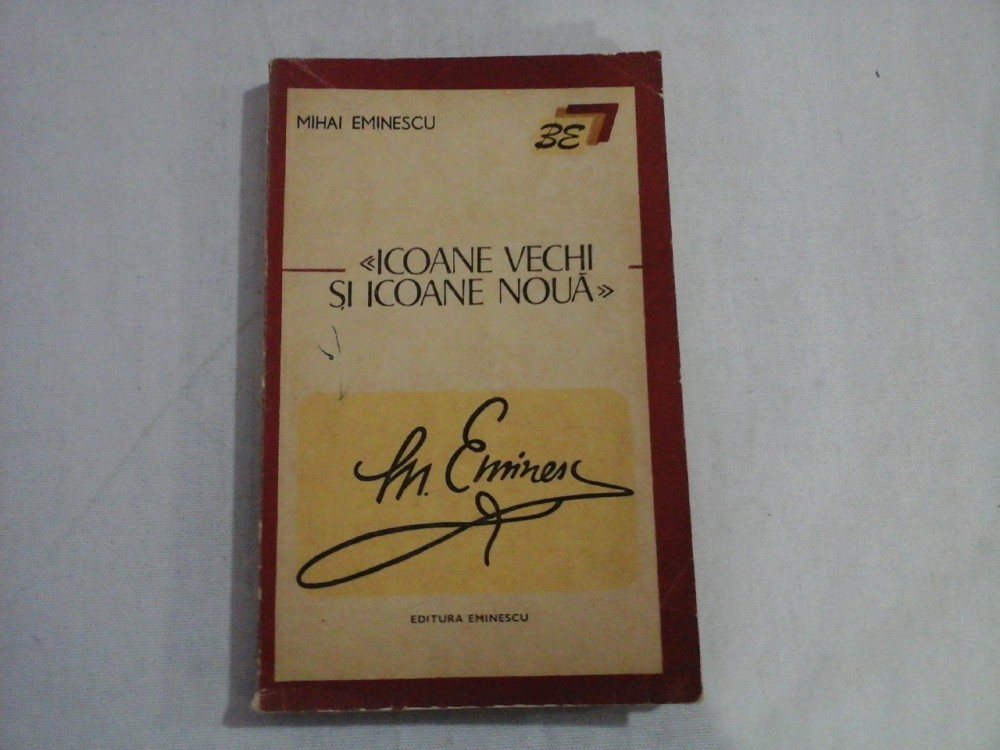 MIHAI EMINESCU
BE
«ICOANE VECHI
ȘI ICOANE NOUĂ»
M. Eminescu
EDITURA EMINESCU